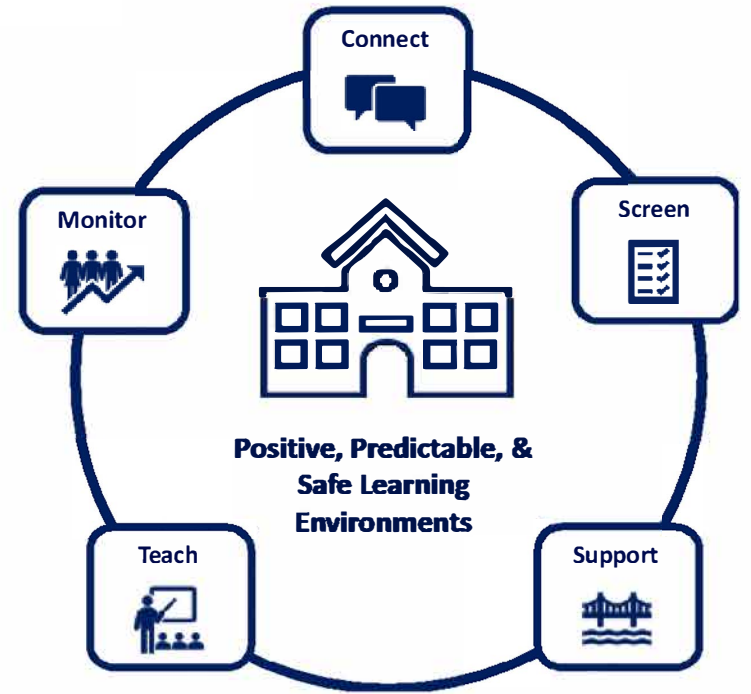 Connect
Screen
Support
Teach
Monitor
Positive, Predictable, &
Safe Learning
Environments